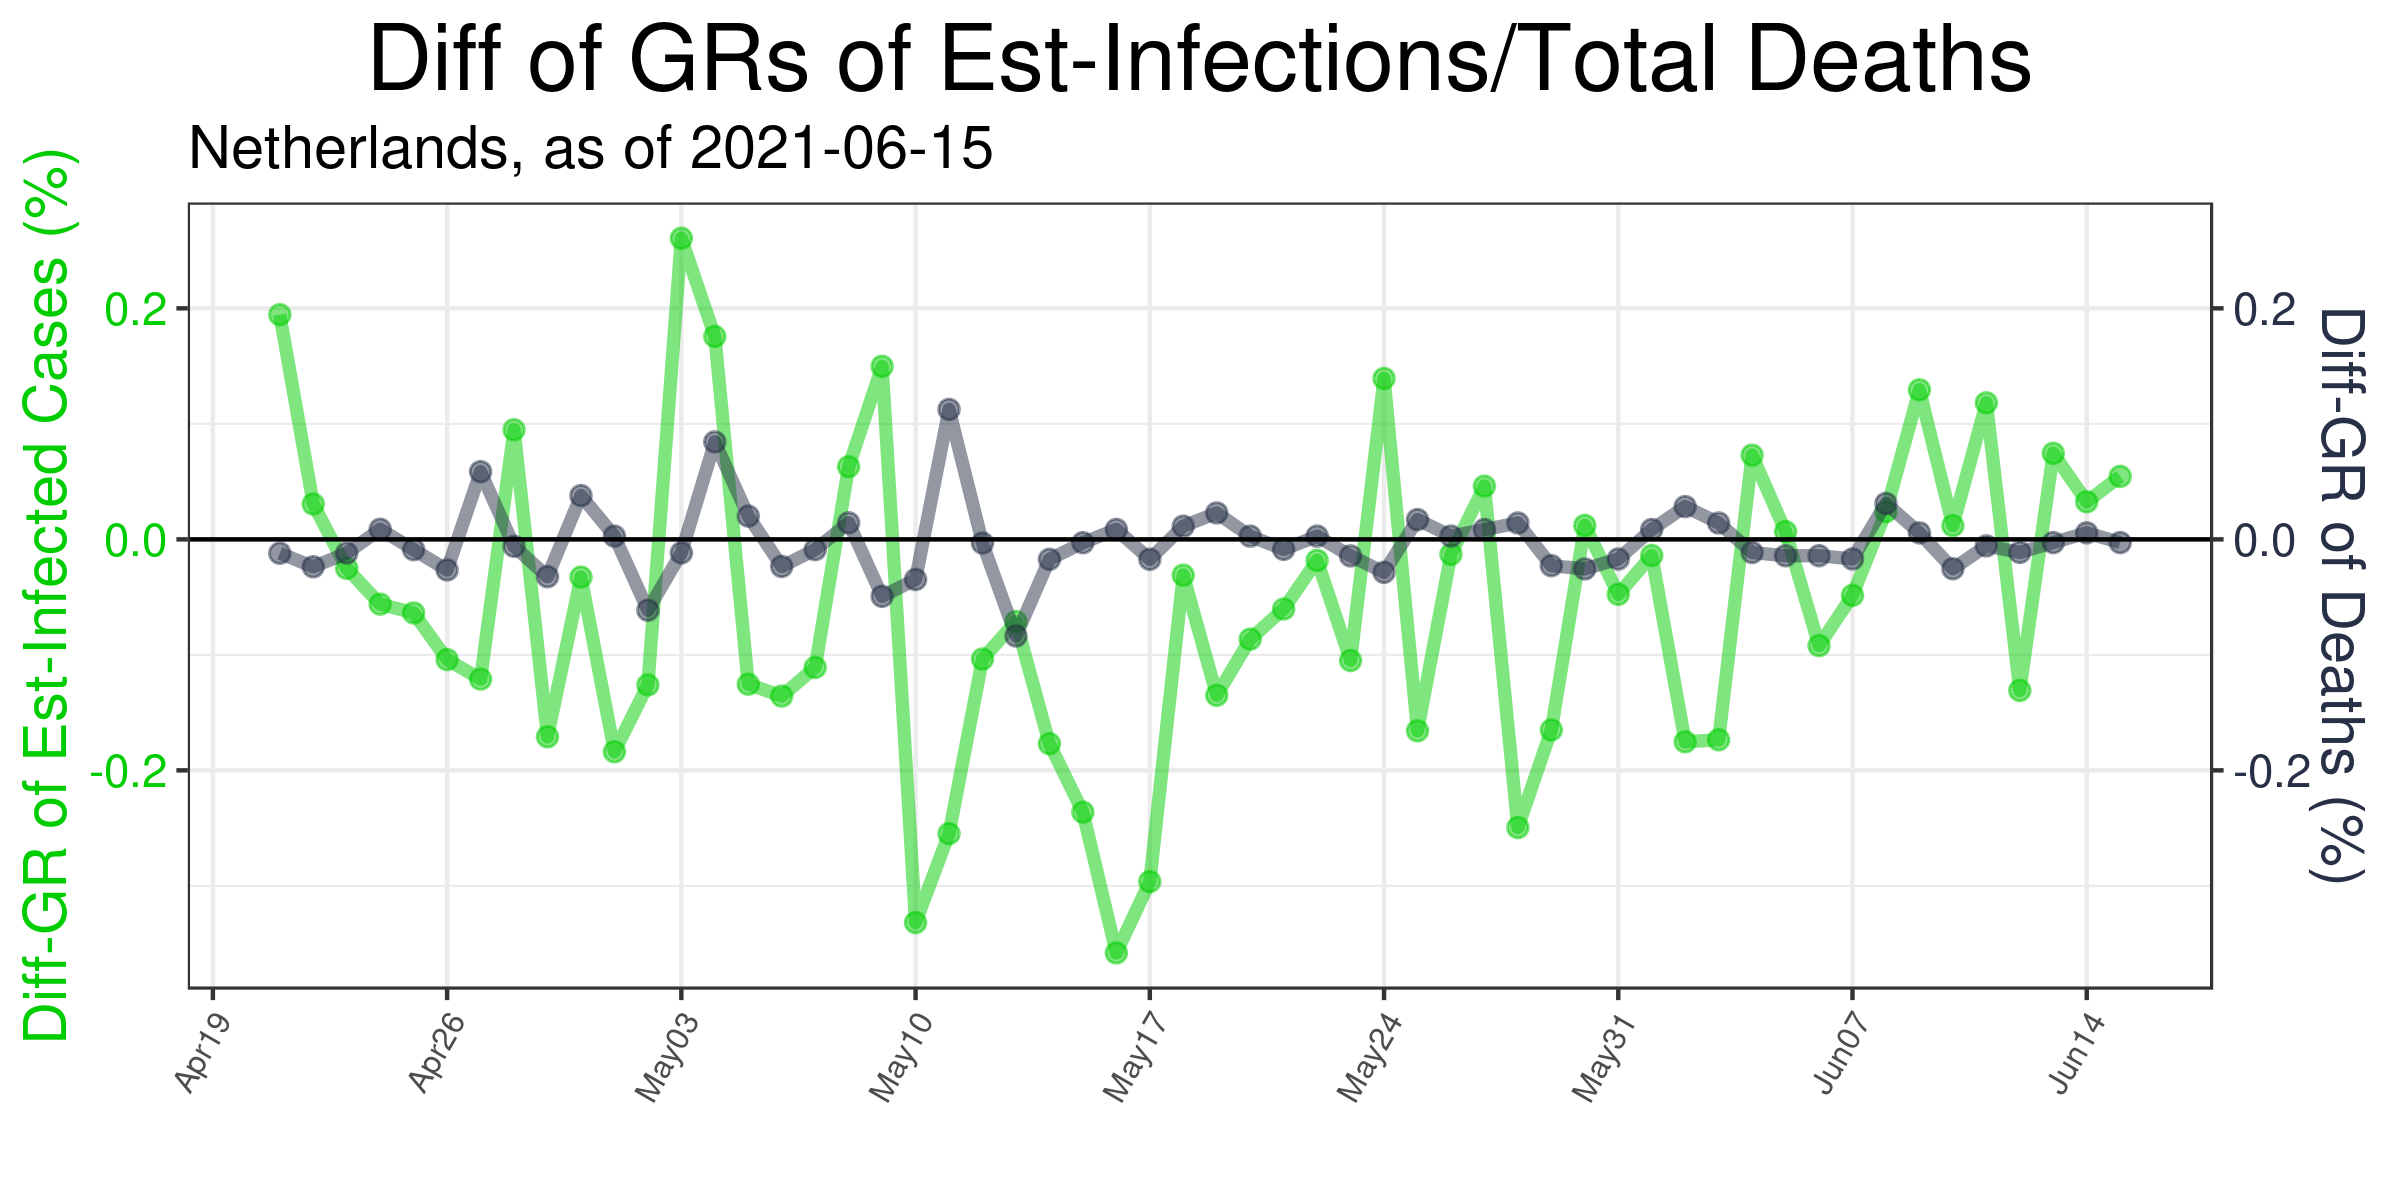 Diff of GRs of Est-Infections/Total Deaths
Netherlands, as of 2021-06-15
Diff-GR of Est-Infected Cases (%)
0.2
0.0
-0.2
0.2
0.0
-0.2
Diff-GR of Deaths (%)
Apr19
Apr26
May03
May10
May17
May24
May31
Jun07
Jun14